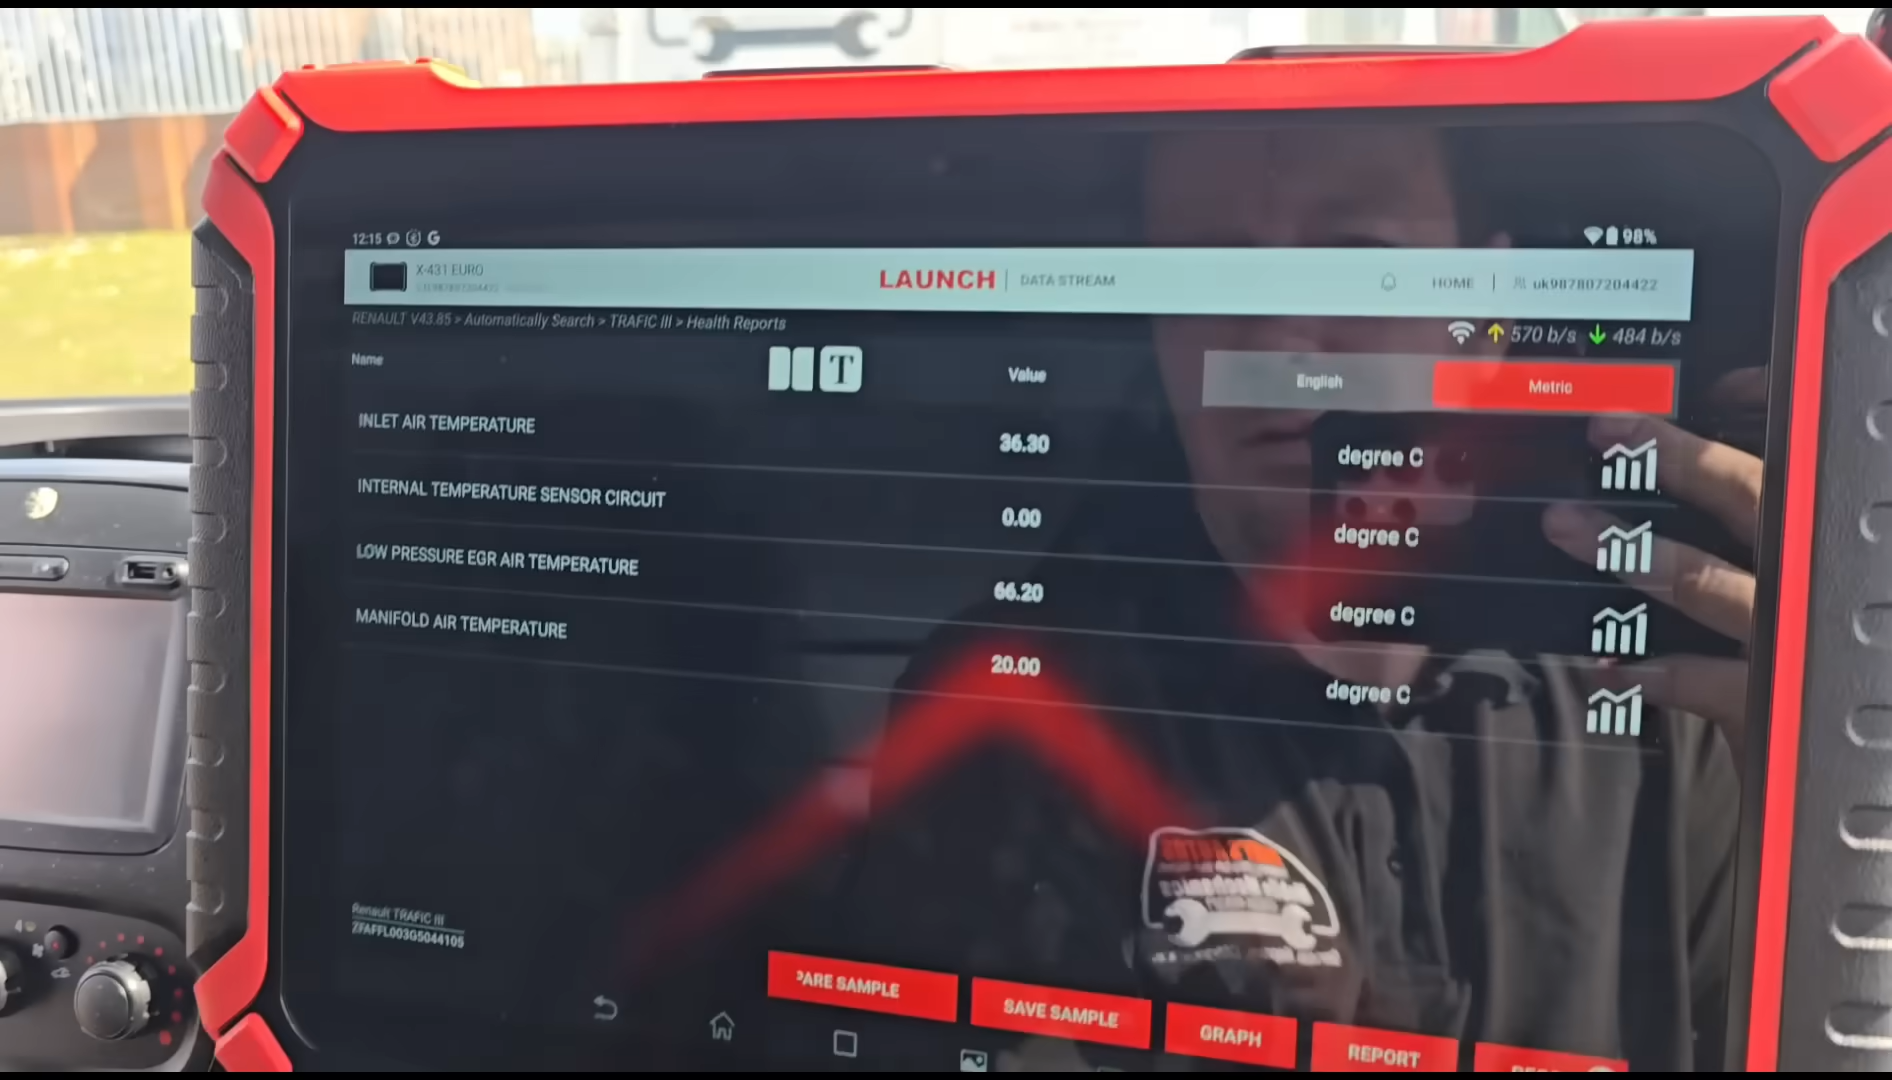 12:15
98%
X-431 EURO
LAUNCH | DATA STREAM
HOME | uk987807204422
RENAULT V43.85 > Automatically Search > TRAFIC III > Health Reports
570 b/s 484 b/s
Name
T
Value
English
Metric
INLET AIR TEMPERATURE 36.30 degree C
INTERNAL TEMPERATURE SENSOR CIRCUIT 0.00 degree C
LOW PRESSURE EGR AIR TEMPERATURE 66.20 degree C
MANIFOLD AIR TEMPERATURE 20.00 degree C
Renault TRAFIC III
ZFAFFL003G5044105
PARE SAMPLE
SAVE SAMPLE
GRAPH
REPORT